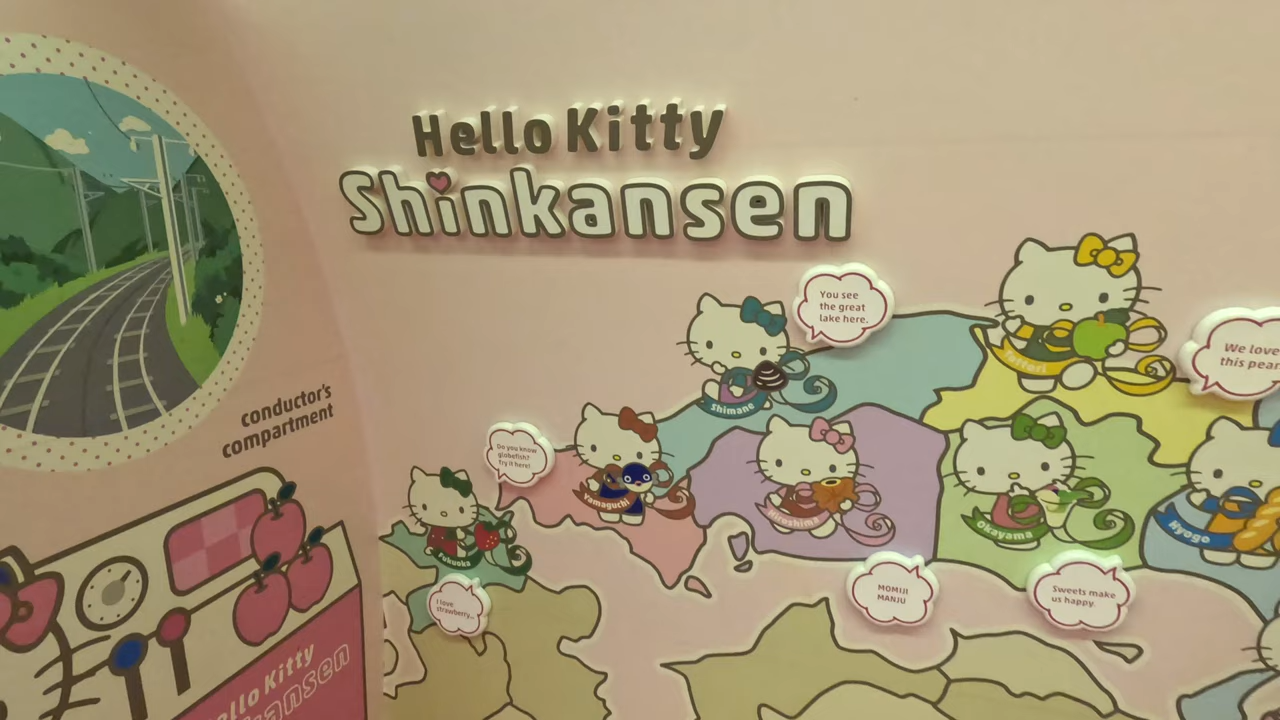 Hello Kitty
Shinkansen
You see
the great
lake here.
Tottori
We love
this pear
Shimane
conductor's
compartment
Do you know
globefish?
Try it here!
Yamaguchi
Hiroshima
Okayama
Hyogo
Fukuoka
I love
strawberry...
MOMIJI
MANJU
Sweets make
us happy.
Hello Kitty